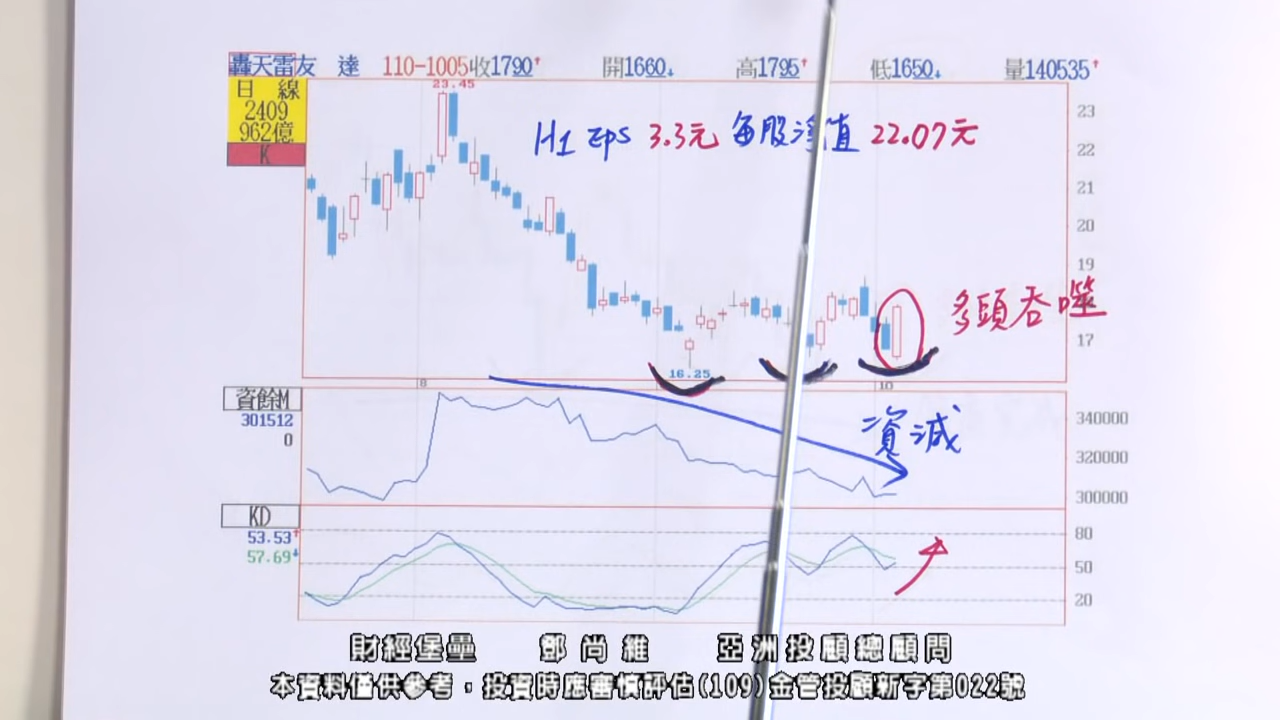 轟天雷友 達 110-1005收1790↑ 開1660↓ 高1795↑ 低1650↓ 量140535↑
日 線
2409
962億
K
23.45
H1 EPS 3.3元 每股淨值 22.07元
23
22
21
20
19
18
17
多頭吞噬
16.25
8
10
資餘M
301512
0
資減
340000
320000
300000
KD
53.53↑
57.69↓
80
50
20
財經堡壘 鄭尚維 亞洲投顧總顧問
本資料僅供參考，投資時應審慎評估(109)金管投顧新字第022號